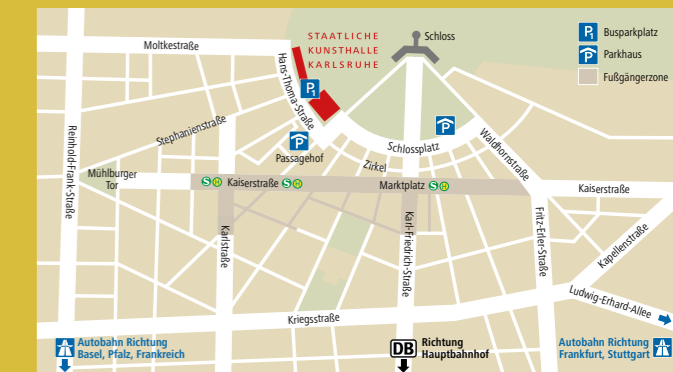 Moltkestraße
STAATLICHE
KUNSTHALLE
KARLSRUHE
Schloss
P1 Busparkplatz
P Parkhaus
Fußgängerzone
Hans-Thoma-Straße
P1
Reinhold-Frank-Straße
Stephanienstraße
P
Passagehof
P
Schlossplatz
Waldhornstraße
Zirkel
Mühlburger
Tor
S H Kaiserstraße S H
Marktplatz S H
Kaiserstraße
Karlstraße
Karl-Friedrich-Straße
Fritz-Erler-Straße
Kapellenstraße
Ludwig-Erhard-Allee
Kriegsstraße
Autobahn Richtung
Basel, Pfalz, Frankreich
DB Richtung
Hauptbahnhof
Autobahn Richtung
Frankfurt, Stuttgart